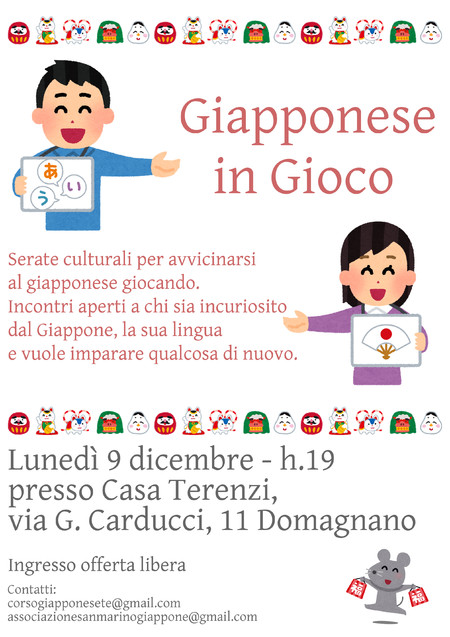 Giapponese
in Gioco
あ
い
う
Serate culturali per avvicinarsi
al giapponese giocando.
Incontri aperti a chi sia incuriosito
dal Giappone, la sua lingua
e vuole imparare qualcosa di nuovo.
Lunedì 9 dicembre - h.19
presso Casa Terenzi,
via G. Carducci, 11 Domagnano
Ingresso offerta libera
Contatti:
corsogiapponesete@gmail.com
associazionesanmarinogiappone@gmail.com
福
福